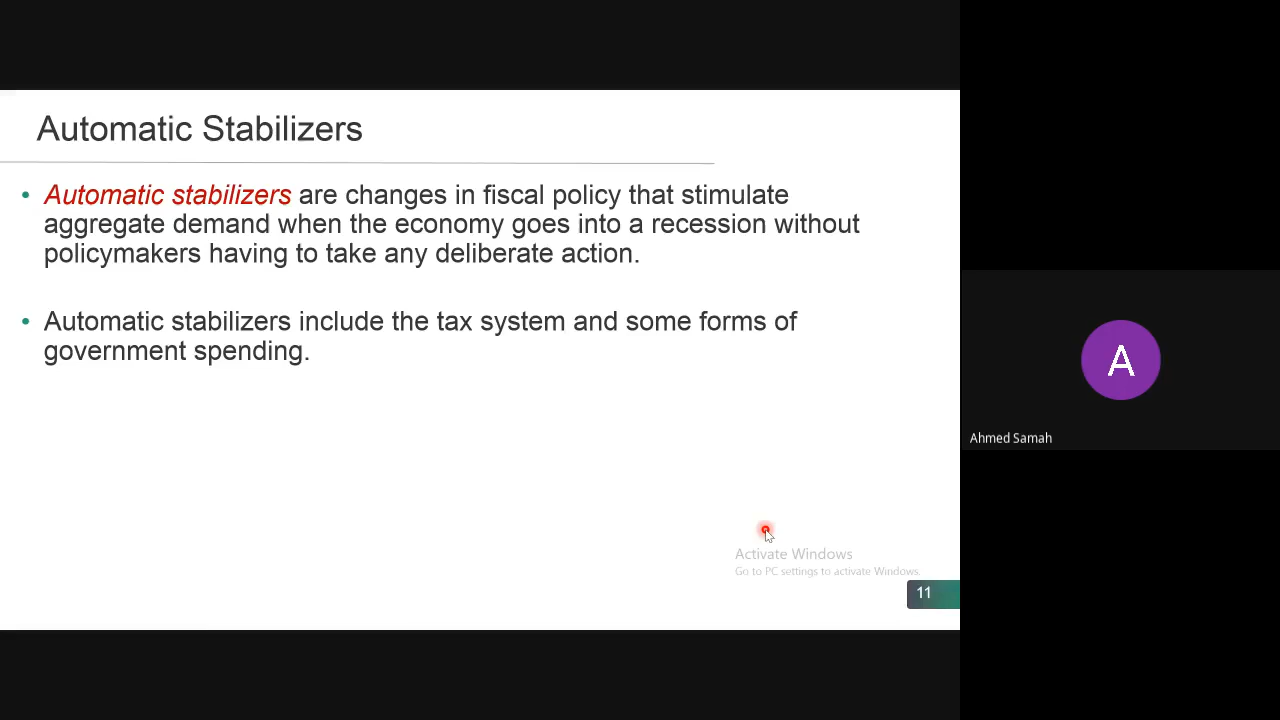 Automatic Stabilizers
• Automatic stabilizers are changes in fiscal policy that stimulate
aggregate demand when the economy goes into a recession without
policymakers having to take any deliberate action.
• Automatic stabilizers include the tax system and some forms of
government spending.
Activate Windows
Go to PC settings to activate Windows.
11
A
Ahmed Samah